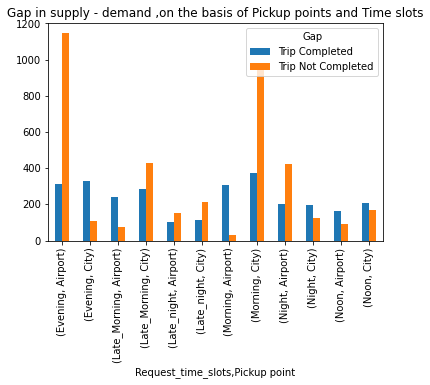 Gap in supply - demand ,on the basis of Pickup points and Time slots
1200
1000
800
600
400
200
0
Gap
Trip Completed
Trip Not Completed
(Evening, Airport)
(Evening, City)
(Late_Morning, Airport)
(Late_Morning, City)
(Late_night, Airport)
(Late_night, City)
(Morning, Airport)
(Morning, City)
(Night, Airport)
(Night, City)
(Noon, Airport)
(Noon, City)
Request_time_slots,Pickup point